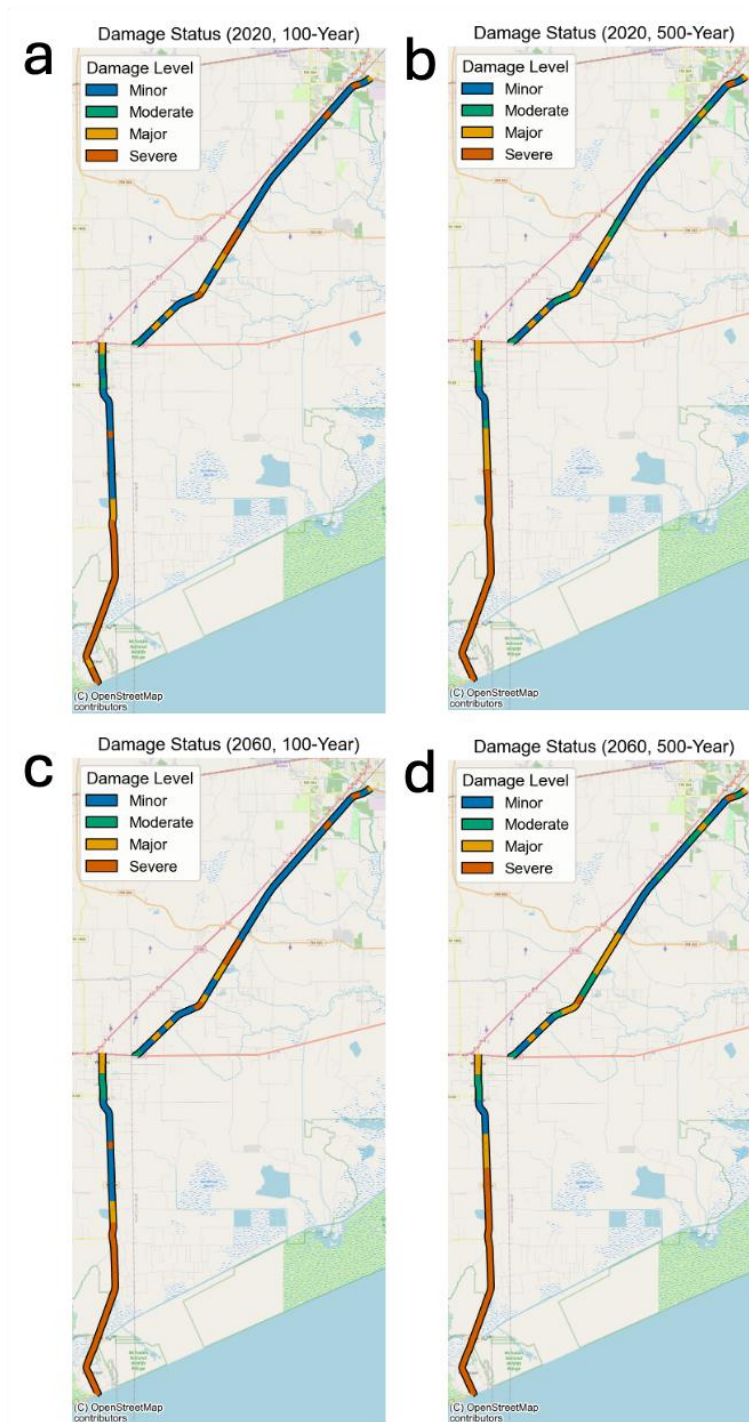 a
Damage Status (2020, 100-Year)
Damage Level
Minor
Moderate
Major
Severe
(C) OpenStreetMap
contributors
b
Damage Status (2020, 500-Year)
Damage Level
Minor
Moderate
Major
Severe
(C) OpenStreetMap
contributors
c
Damage Status (2060, 100-Year)
Damage Level
Minor
Moderate
Major
Severe
(C) OpenStreetMap
contributors
d
Damage Status (2060, 500-Year)
Damage Level
Minor
Moderate
Major
Severe
(C) OpenStreetMap
contributors